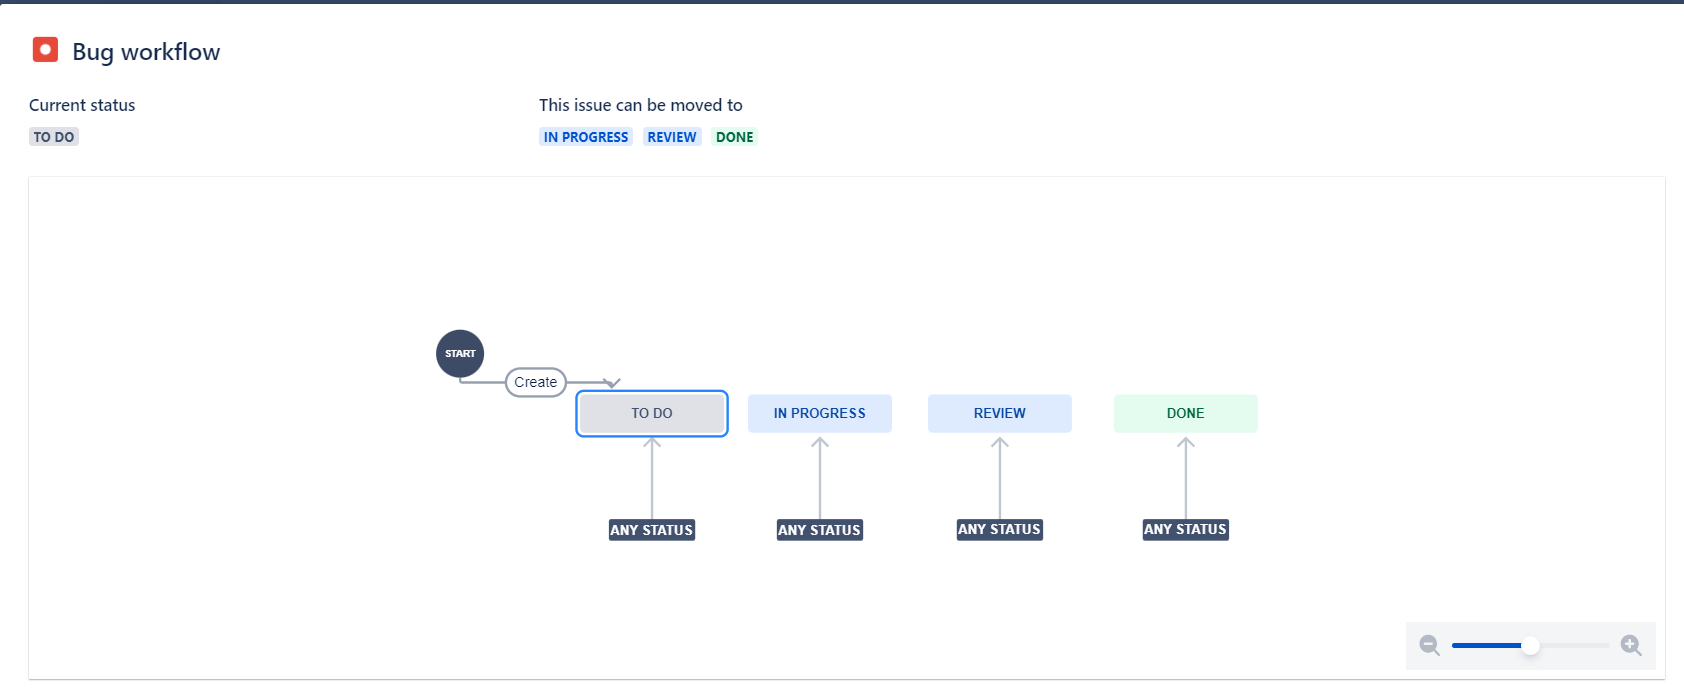 Bug workflow
Current status
This issue can be moved to
TO DO
IN PROGRESS REVIEW DONE
START
Create
TO DO
IN PROGRESS
REVIEW
DONE
ANY STATUS
ANY STATUS
ANY STATUS
ANY STATUS